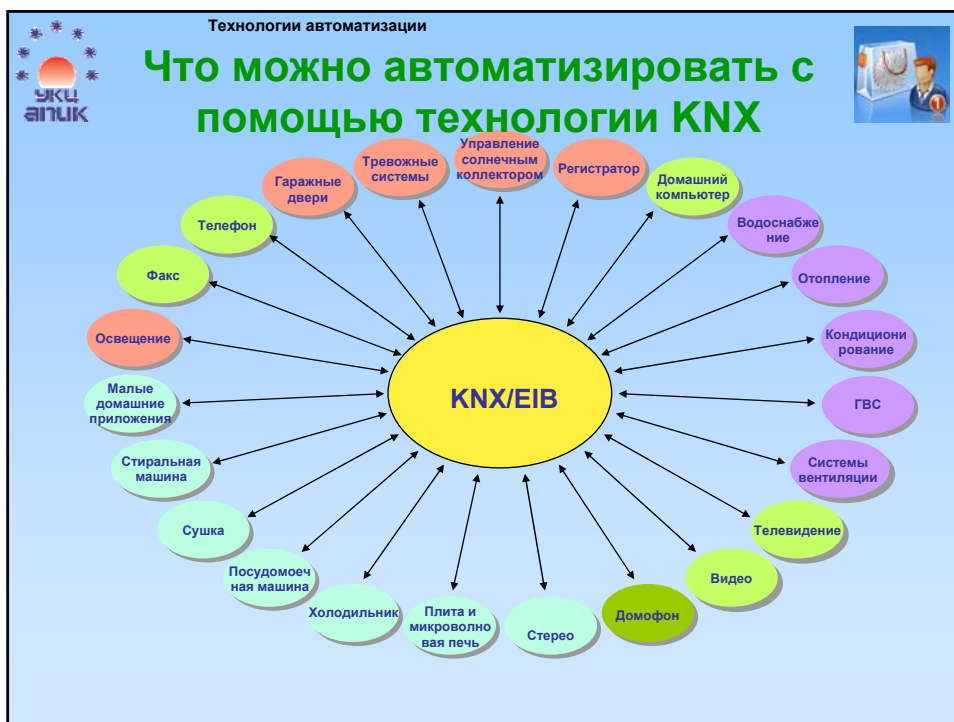 Технологии автоматизации
УКЦ
АПИК
Что можно автоматизировать с
помощью технологии KNX
1
Управление
солнечным
коллектором
Тревожные
системы
Регистратор
Гаражные
двери
Домашний
компьютер
Телефон
Водоснабже
ние
Факс
Отопление
Освещение
Кондициони
рование
KNX/EIB
Малые
домашние
приложения
ГВС
Стиральная
машина
Системы
вентиляции
Сушка
Телевидение
Посудомоеч
ная машина
Видео
Холодильник
Плита и
микроволно
вая печь
Стерео
Домофон